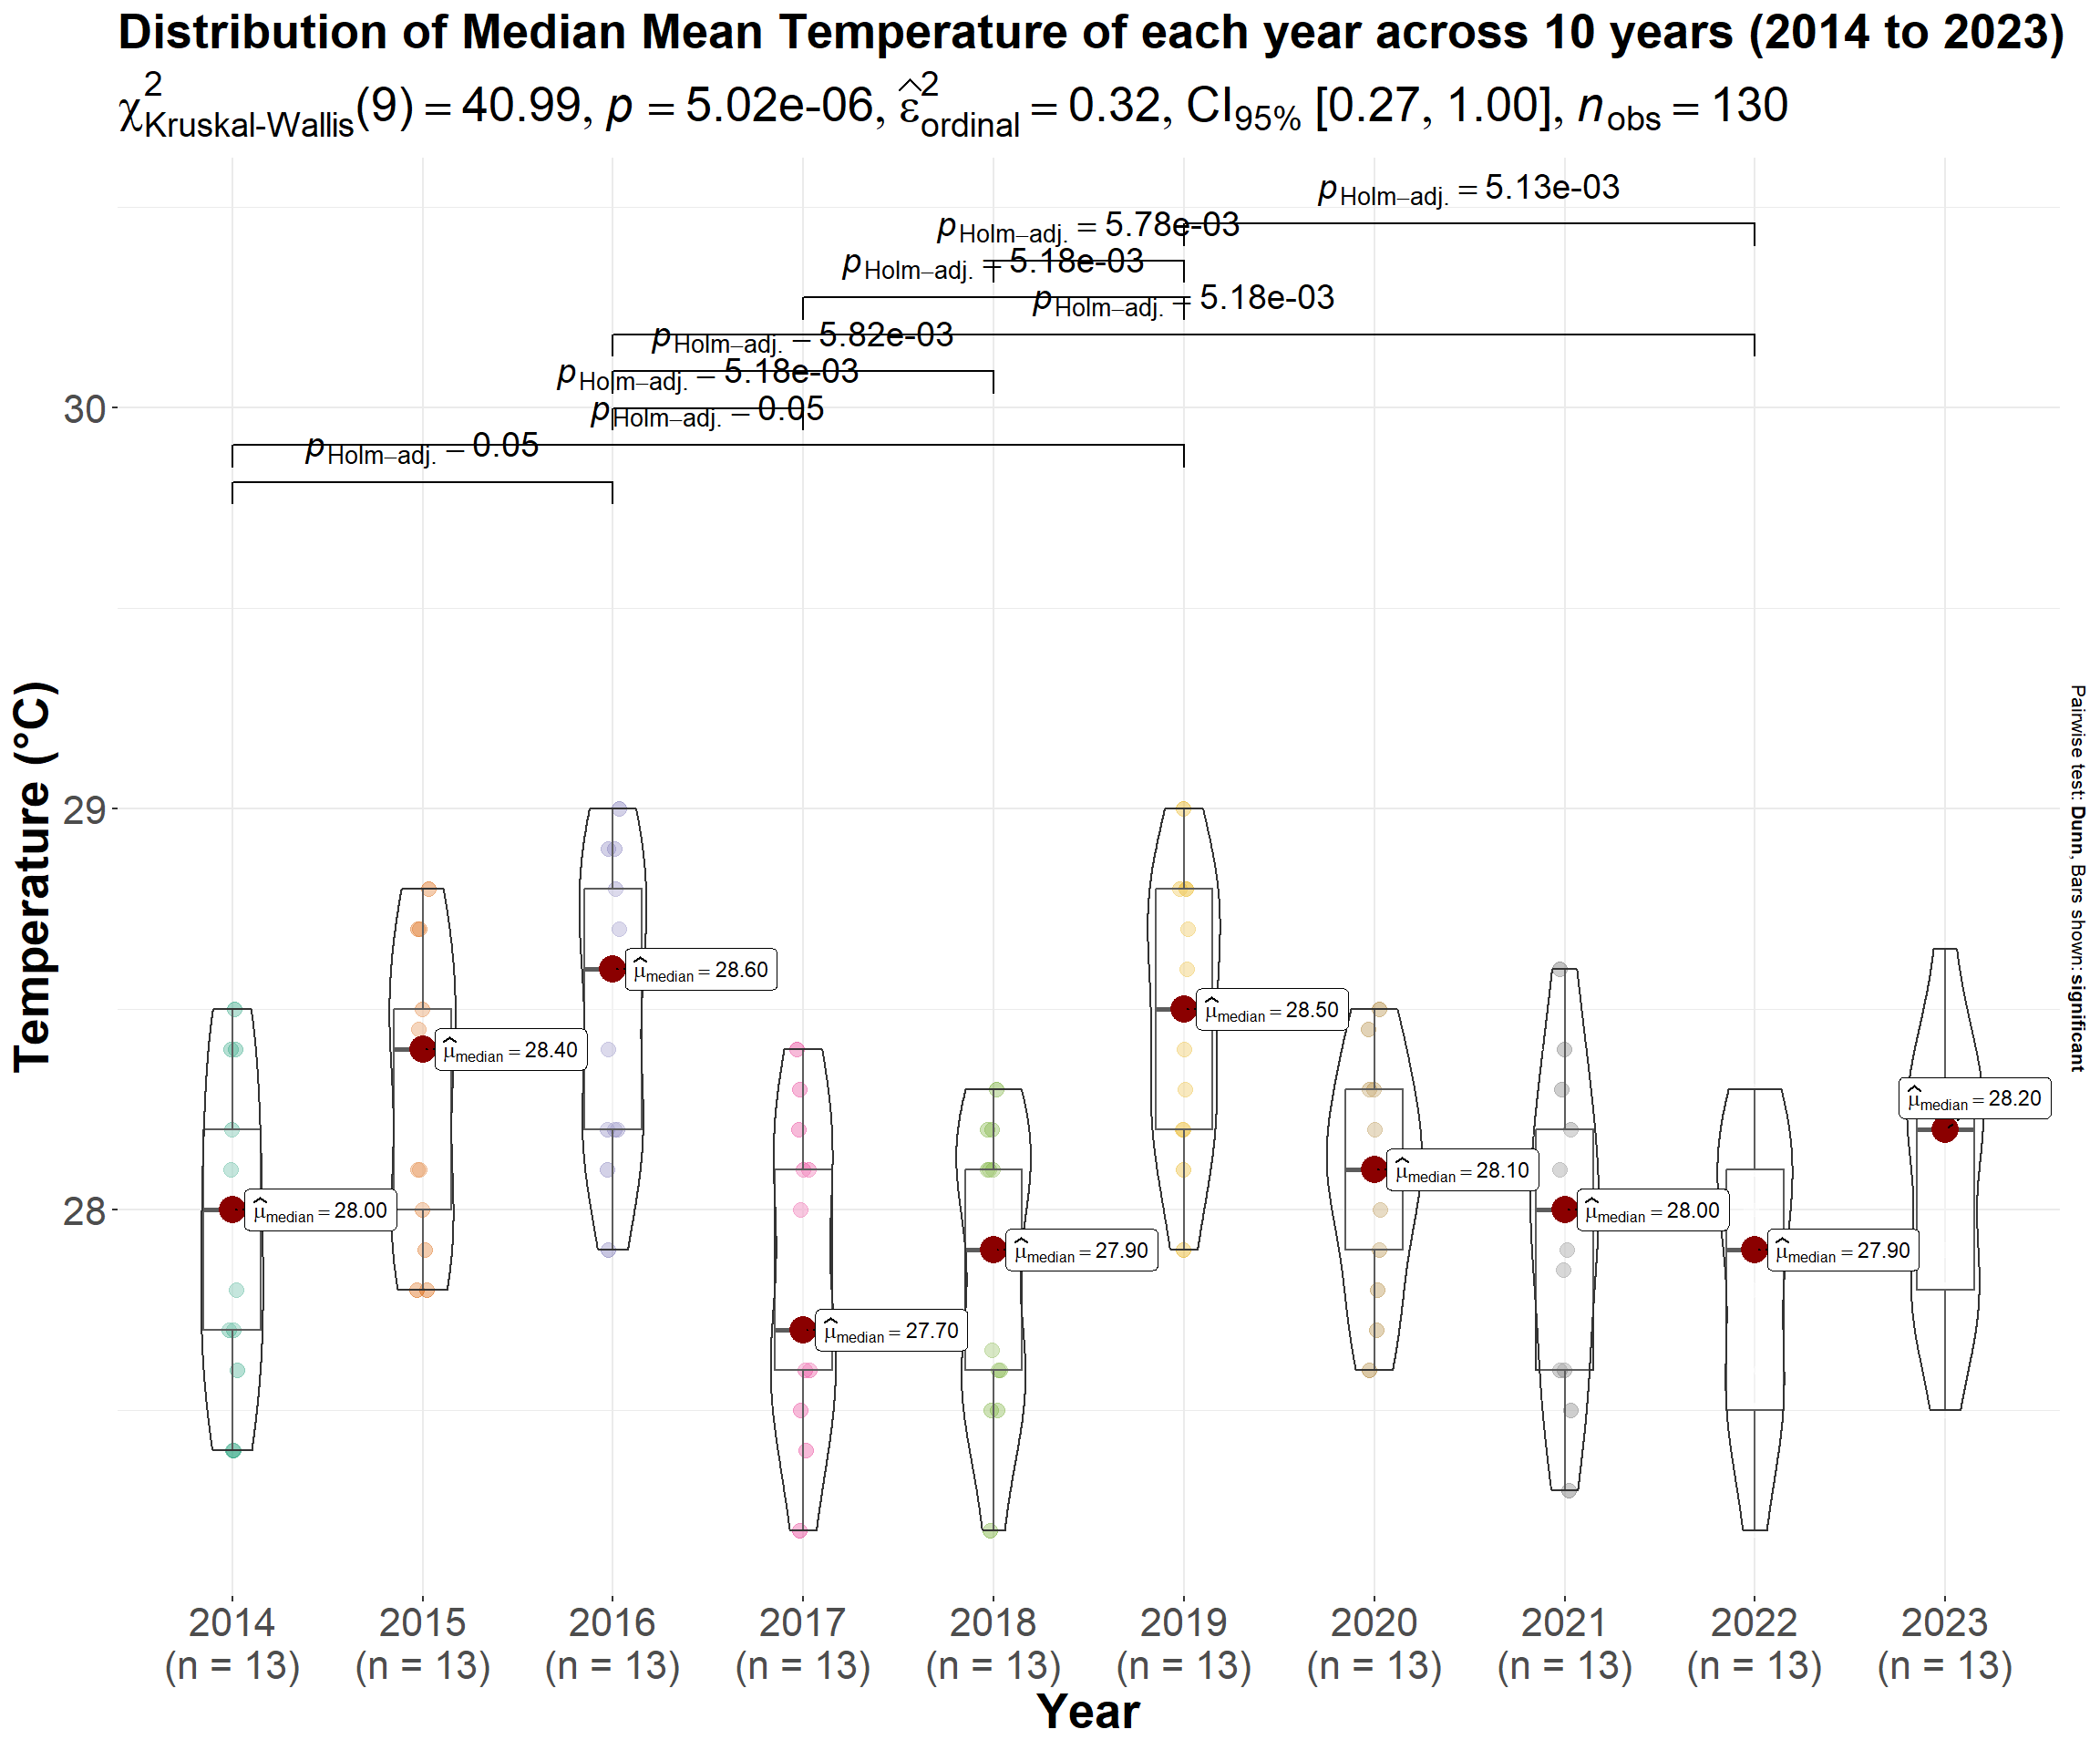 Distribution of Median Mean Temperature of each year across 10 years (2014 to 2023)
χ²Kruskal-Wallis(9) = 40.99, p = 5.02e-06, ε̂²ordinal = 0.32, CI95% [0.27, 1.00], nobs = 130
pHolm–adj. = 5.13e-03
pHolm–adj. = 5.78e-03
pHolm–adj. = 5.18e-03
pHolm–adj. = 5.18e-03
pHolm–adj. = 5.82e-03
pHolm–adj. = 5.18e-03
pHolm–adj. = 0.05
pHolm–adj. = 0.05
30
29
28
Temperature (°C)
μ̂median = 28.00
μ̂median = 28.40
μ̂median = 28.60
μ̂median = 27.70
μ̂median = 27.90
μ̂median = 28.50
μ̂median = 28.10
μ̂median = 28.00
μ̂median = 27.90
μ̂median = 28.20
Pairwise test: Dunn, Bars shown: significant
2014 2015 2016 2017 2018 2019 2020 2021 2022 2023
(n = 13) (n = 13) (n = 13) (n = 13) (n = 13) (n = 13) (n = 13) (n = 13) (n = 13) (n = 13)
Year